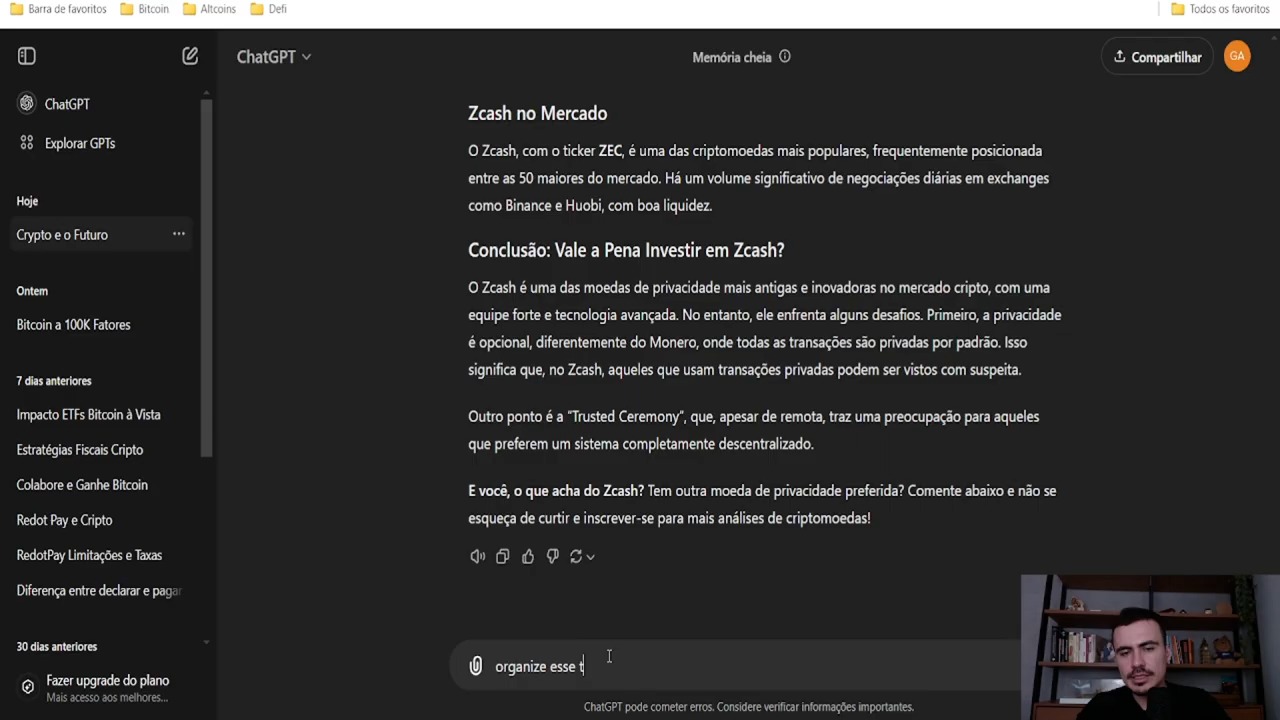 Barra de favoritos
Bitcoin
Altcoins
Defi
Todos os favoritos
ChatGPT
Memória cheia
Compartilhar
GA
ChatGPT
Explorar GPTs
Hoje
Crypto e o Futuro
Ontem
Bitcoin a 100K Fatores
7 dias anteriores
Impacto ETFs Bitcoin à Vista
Estratégias Fiscais Cripto
Colabore e Ganhe Bitcoin
Redot Pay e Cripto
RedotPay Limitações e Taxas
Diferença entre declarar e pagar
30 dias anteriores
Fazer upgrade do plano
Mais acesso aos melhores...
Zcash no Mercado
O Zcash, com o ticker ZEC, é uma das criptomoedas mais populares, frequentemente posicionada
entre as 50 maiores do mercado. Há um volume significativo de negociações diárias em exchanges
como Binance e Huobi, com boa liquidez.
Conclusão: Vale a Pena Investir em Zcash?
O Zcash é uma das moedas de privacidade mais antigas e inovadoras no mercado cripto, com uma
equipe forte e tecnologia avançada. No entanto, ele enfrenta alguns desafios. Primeiro, a privacidade
é opcional, diferentemente do Monero, onde todas as transações são privadas por padrão. Isso
significa que, no Zcash, aqueles que usam transações privadas podem ser vistos com suspeita.
Outro ponto é a “Trusted Ceremony”, que, apesar de remota, traz uma preocupação para aqueles
que preferem um sistema completamente descentralizado.
E você, o que acha do Zcash? Tem outra moeda de privacidade preferida? Comente abaixo e não se
esqueça de curtir e inscrever-se para mais análises de criptomoedas!
organize esse t
ChatGPT pode cometer erros. Considere verificar informações importantes.